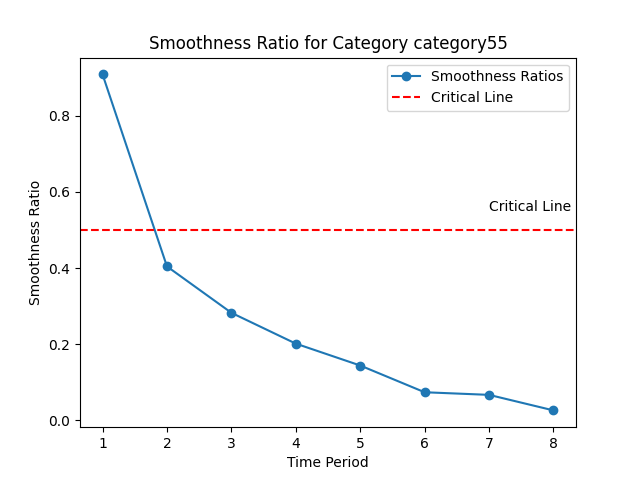 Smoothness Ratio for Category category55
Smoothness Ratios
Critical Line
Critical Line
Smoothness Ratio
0.8
0.6
0.4
0.2
0.0
1 2 3 4 5 6 7 8
Time Period